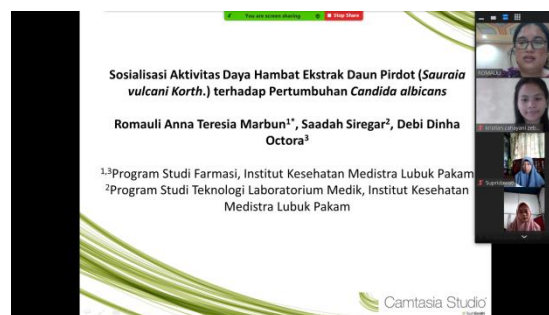 You are screen sharing Stop Share
Sosialisasi Aktivitas Daya Hambat Ekstrak Daun Pirdot (Sauraia
vulcani Korth.) terhadap Pertumbuhan Candida albicans
Romauli Anna Teresia Marbun1*, Saadah Siregar2, Debi Dinha
Octora3
1,3Program Studi Farmasi, Institut Kesehatan Medistra Lubuk Pakam
2Program Studi Teknologi Laboratorium Medik, Institut Kesehatan
Medistra Lubuk Pakam
ROMAULI
Supridayati
Camtasia Studio